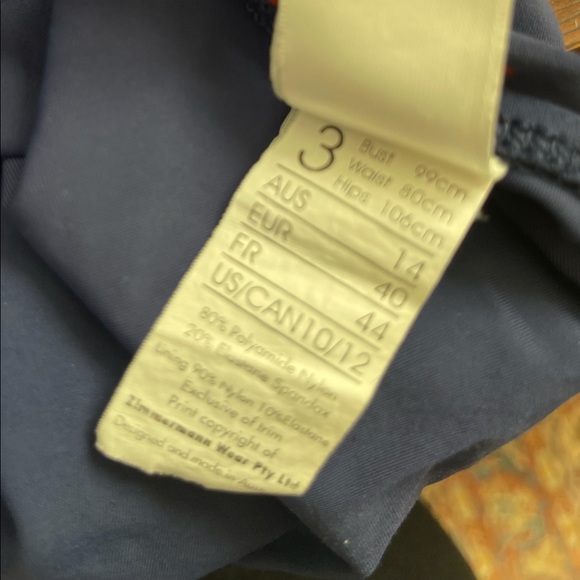 3 Bust 99cm
Waist 80cm
Hips 106cm
AUS 14
EUR 40
FR 44
US/CAN10/12
80% Polyamide Nylon
20% Elastane Spandex
Lining 90% Nylon 10% Elastane
Exclusive of trim
Print copyright of
Zimmermann Wear Pty Ltd
Designed and made in